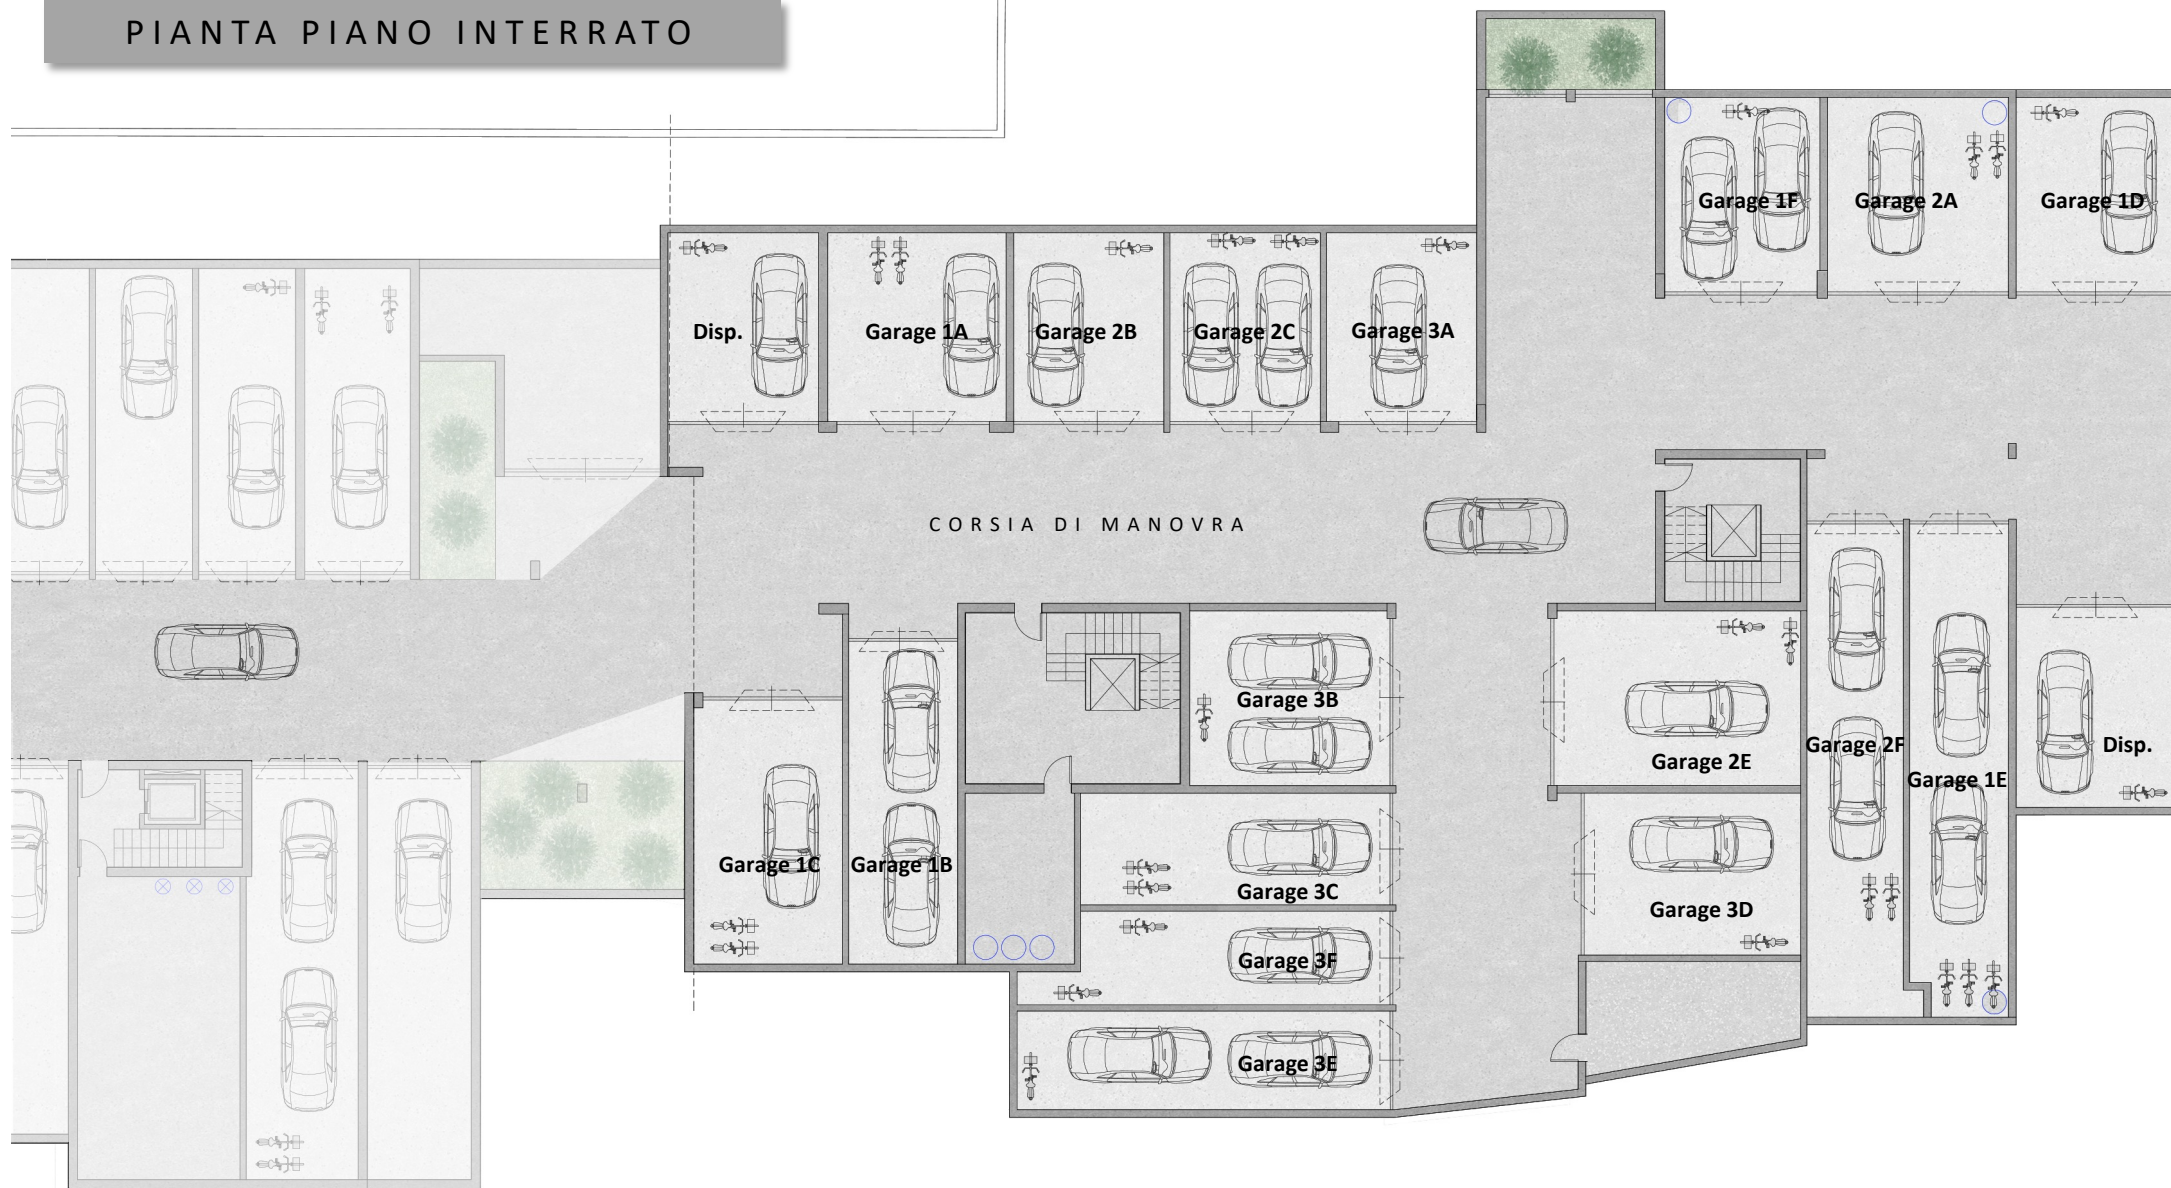 PIANTA PIANO INTERRATO
Garage 1F
Garage 2A
Garage 1D
Disp.
Garage 1A
Garage 2B
Garage 2C
Garage 3A
CORSIA DI MANOVRA
Garage 3B
Garage 2E
Garage 2F
Garage 1E
Disp.
Garage 1C
Garage 1B
Garage 3C
Garage 3D
Garage 3F
Garage 3E